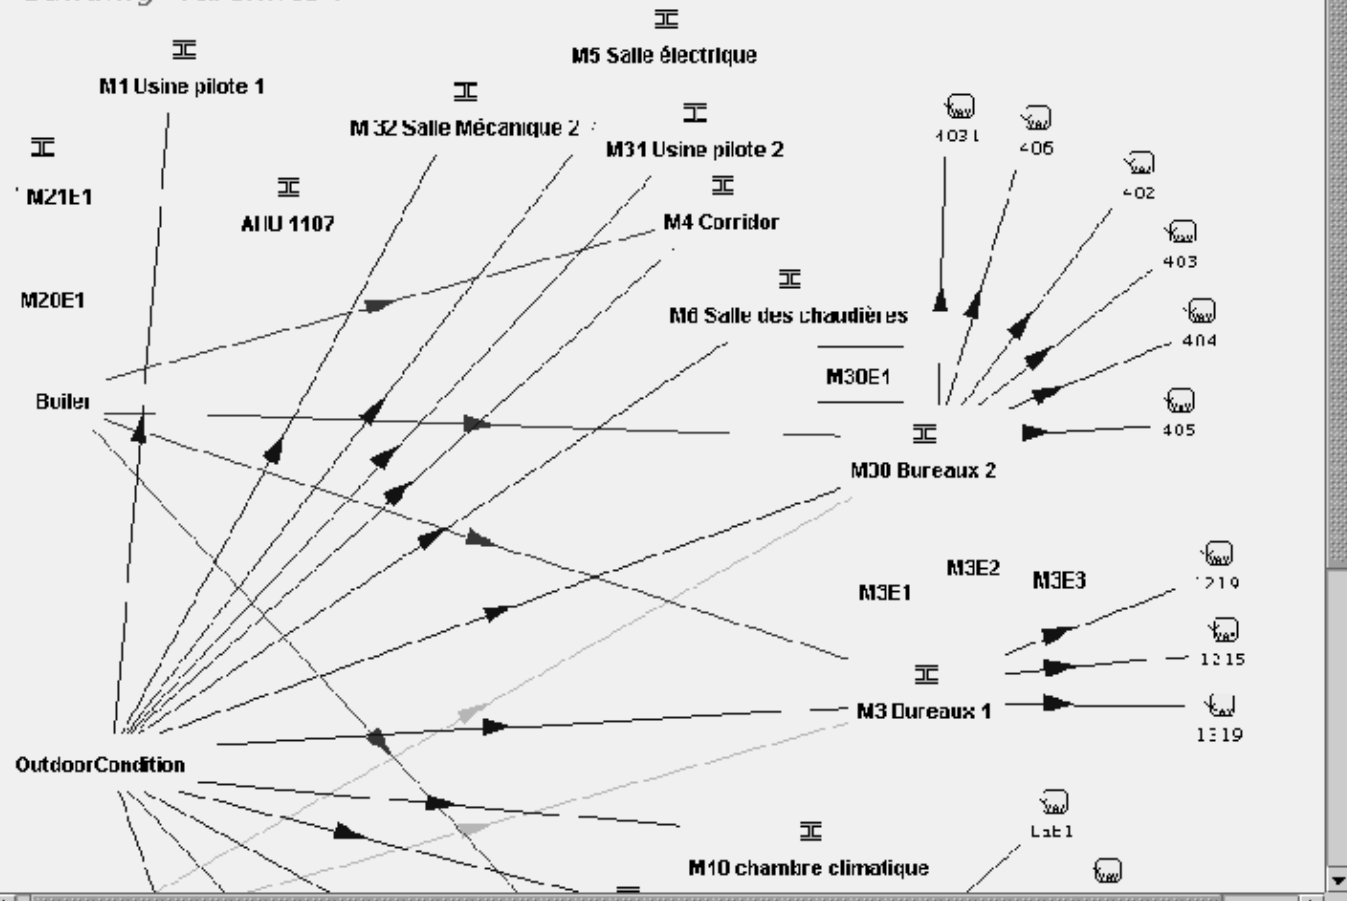 M5 Salle électrique
M1 Usine pilote 1
M 32 Salle Mécanique 2
M31 Usine pilote 2
4031
406
402
M21E1
AHU 1107
M4 Corridor
403
M20E1
M6 Salle des chaudières
404
M30E1
Boiler
405
M30 Bureaux 2
M3E2
M3E3
1219
M3E1
1215
M3 Bureaux 1
1319
OutdoorCondition
Lab1
M10 chambre climatique